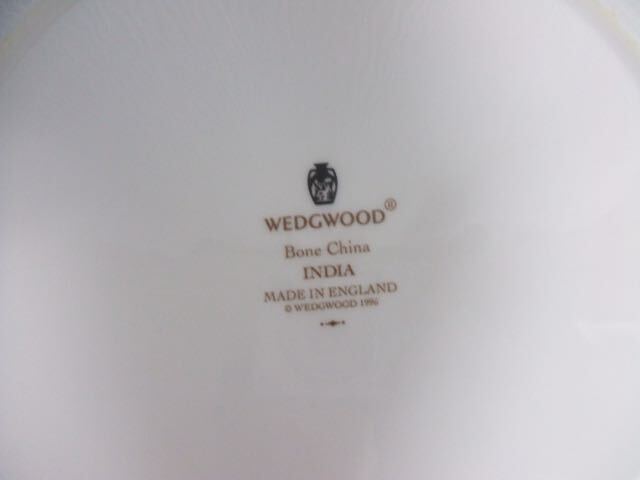 WEDGWOOD®
Bone China
INDIA
MADE IN ENGLAND
© WEDGWOOD 1996